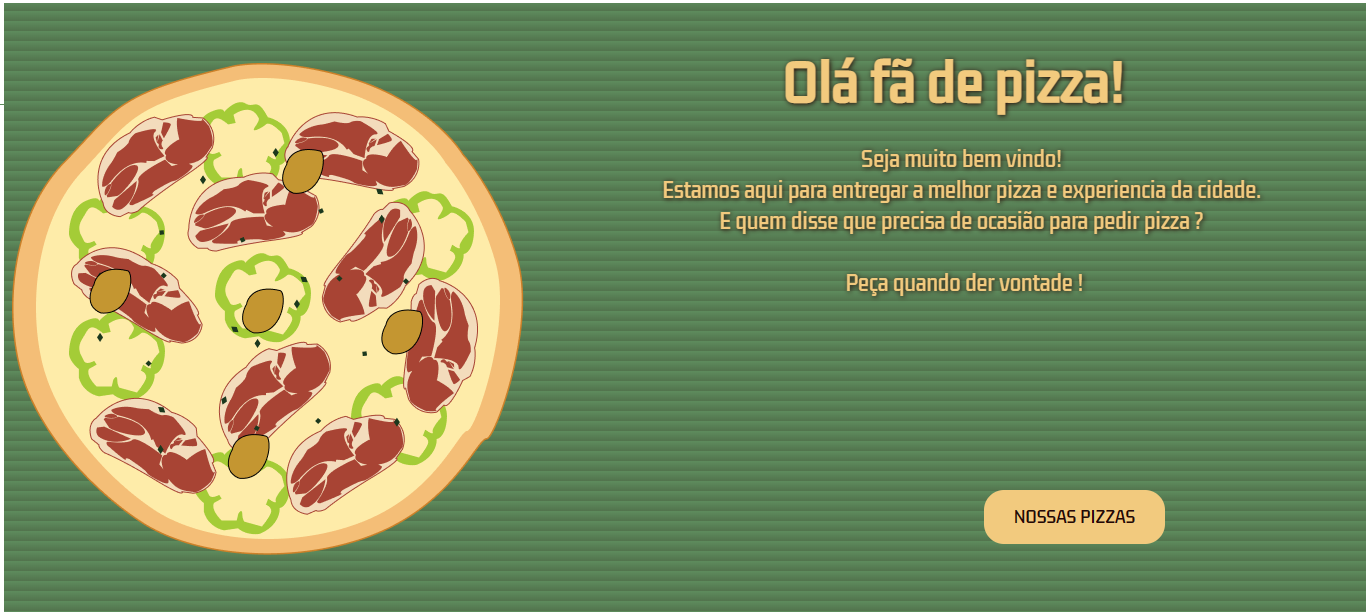 Olá fã de pizza!
Seja muito bem vindo!
Estamos aqui para entregar a melhor pizza e experiencia da cidade.
E quem disse que precisa de ocasião para pedir pizza ?
Peça quando der vontade !
NOSSAS PIZZAS